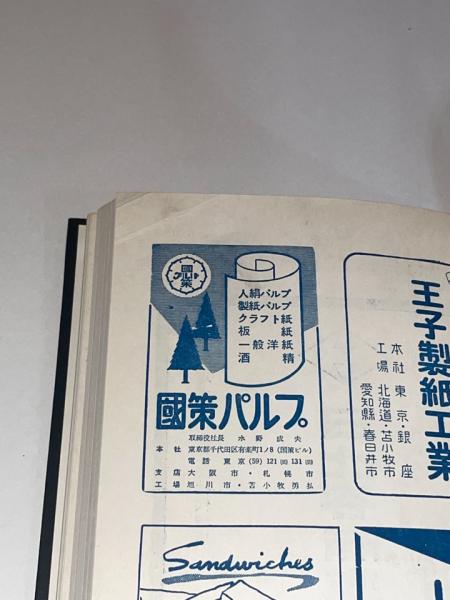 國
パルプ
業
人絹パルプ
製紙パルプ
クラフト紙
板紙
一般洋紙
酒精
國策パルプ
取締役社長 水野成夫
本社 東京都千代田区有楽町1ノ8 (国策ビル)
電話 東京 (59) 121 131
支店 大阪市・札幌市
工場 旭川市・苫小牧勇払
王子製紙工業
本社 東京・銀座
工場 北海道・苫小牧市
愛知縣・春日井市
Sandwiches